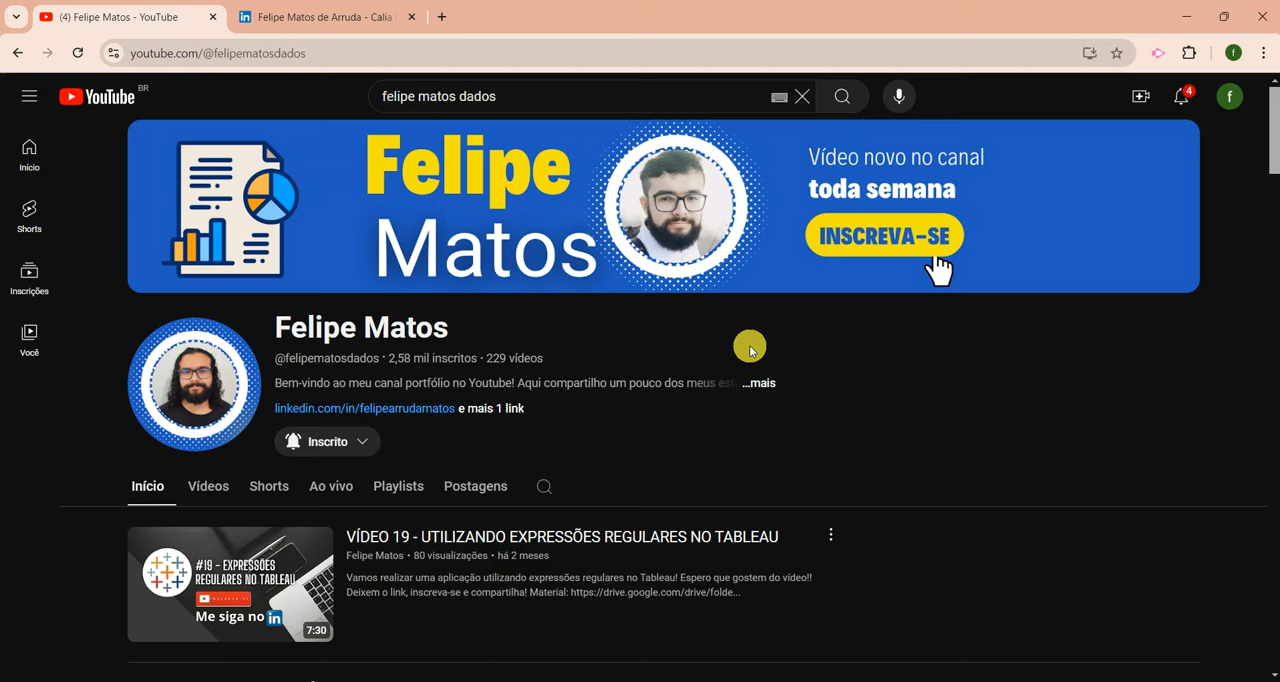 (4) Felipe Matos - YouTube
Felipe Matos de Arruda - Calia
youtube.com/@felipematosdados
f
YouTube BR
felipe matos dados
4
f
Início
Shorts
Inscrições
Você
Felipe
Matos
Vídeo novo no canal
toda semana
INSCREVA-SE
Felipe Matos
@felipematosdados · 2,58 mil inscritos · 229 vídeos
Bem-vindo ao meu canal portfólio no Youtube! Aqui compartilho um pouco dos meus ...mais
linkedin.com/in/felipearrudamatos e mais 1 link
Inscrito
Início Vídeos Shorts Ao vivo Playlists Postagens
#19 - EXPRESSÕES
REGULARES NO TABLEAU
INSCREVA-SE
Me siga no in
7:30
VÍDEO 19 - UTILIZANDO EXPRESSÕES REGULARES NO TABLEAU
Felipe Matos · 80 visualizações · há 2 meses
Vamos realizar uma aplicação utilizando expressões regulares no Tableau! Espero que gostem do vídeo!!
Deixem o link, inscreva-se e compartilha! Material: https://drive.google.com/drive/folde...